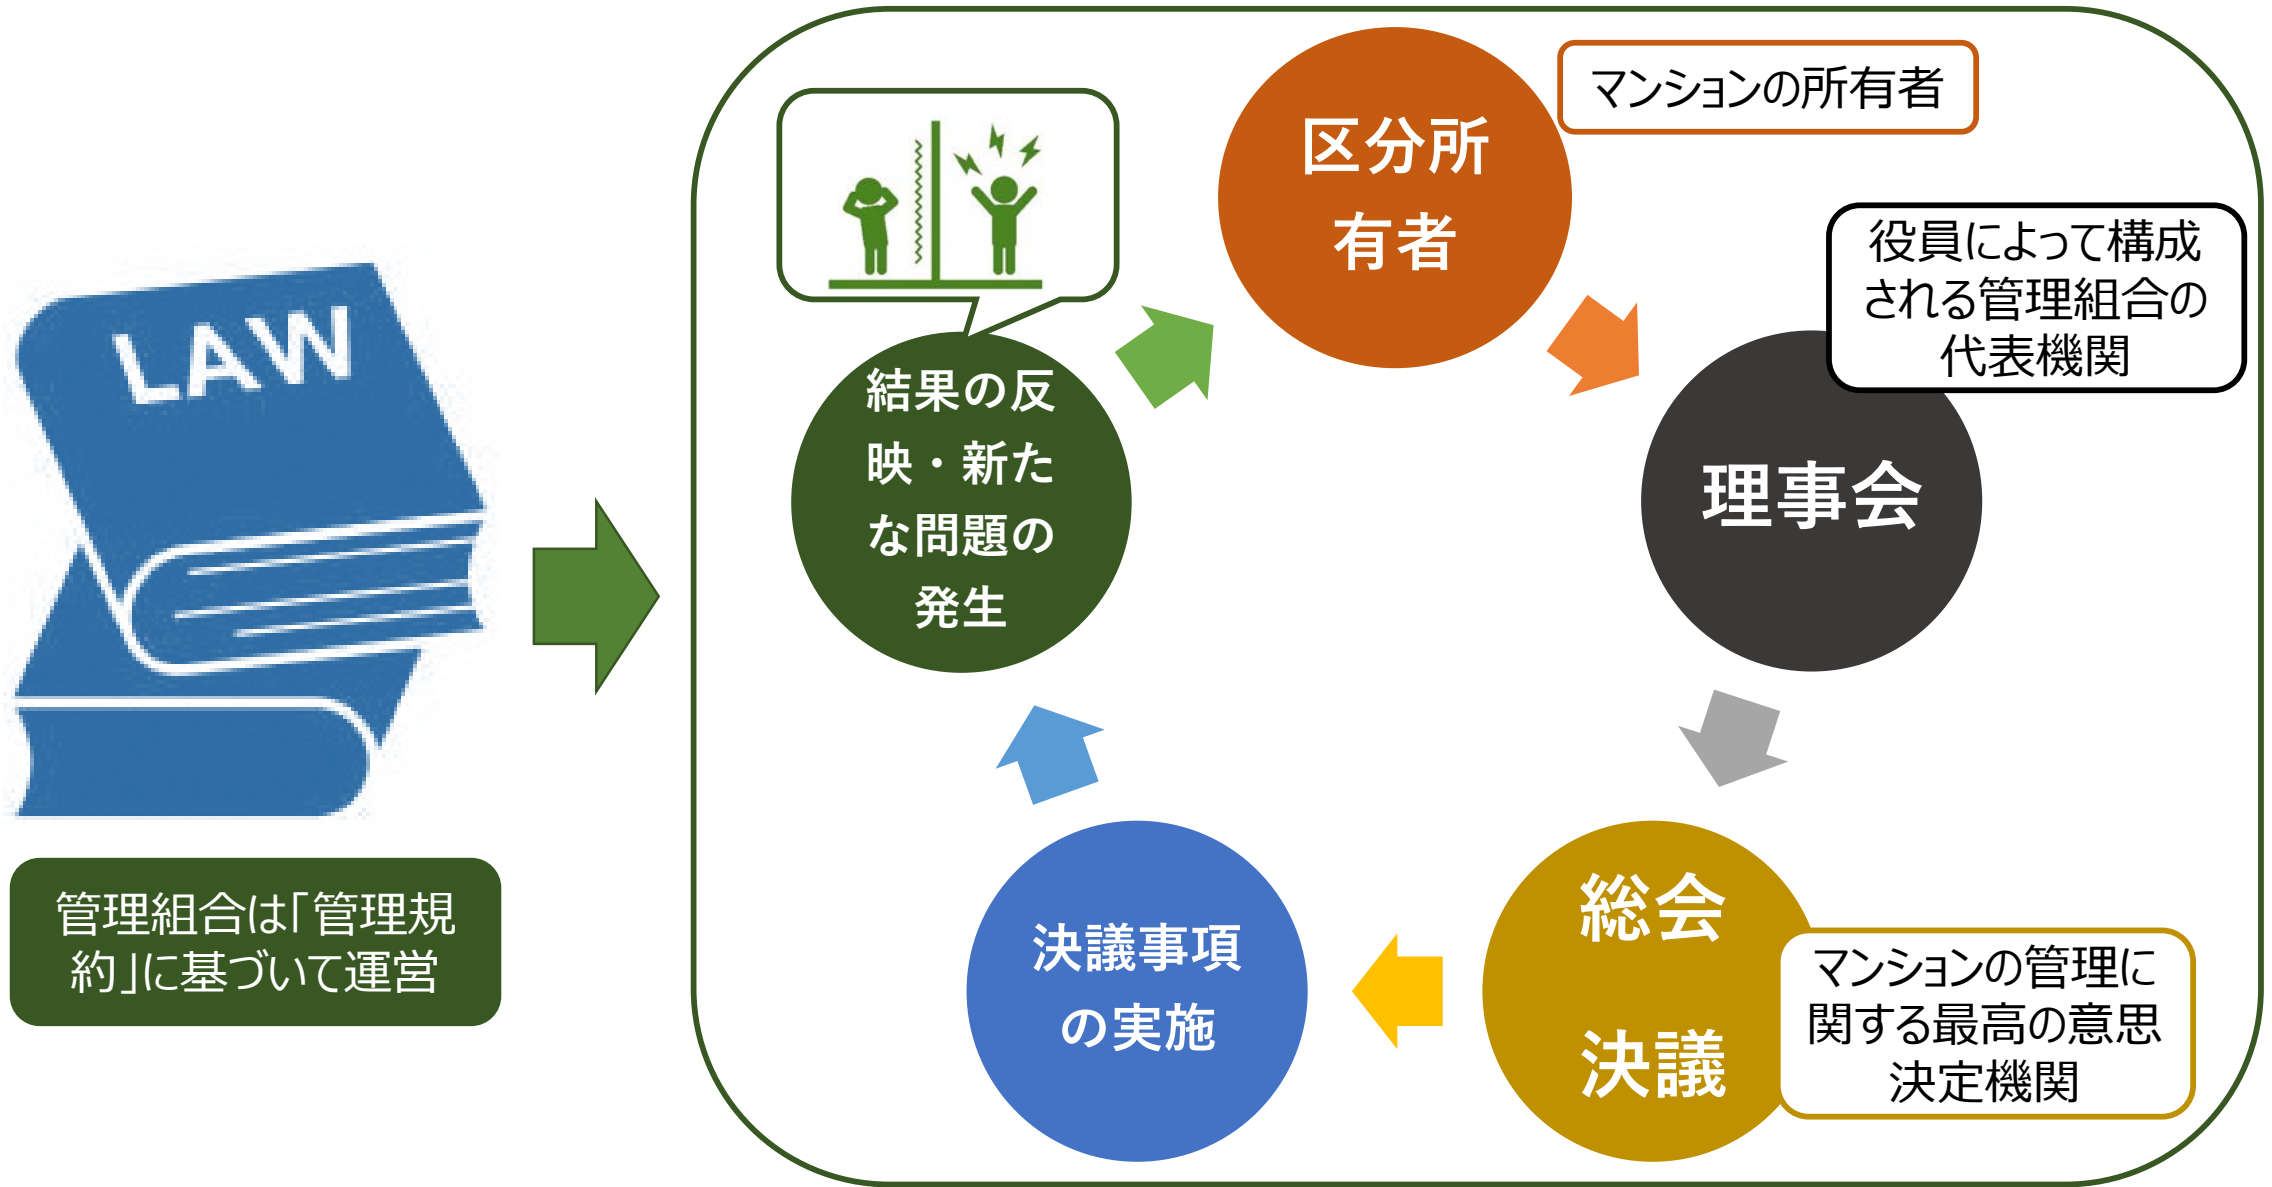 LAW
管理組合は「管理規
約」に基づいて運営
区分所
有者
マンションの所有者
役員によって構成
される管理組合の
代表機関
理事会
総会
決議
マンションの管理に
関する最高の意思
決定機関
決議事項
の実施
結果の反
映・新た
な問題の
発生